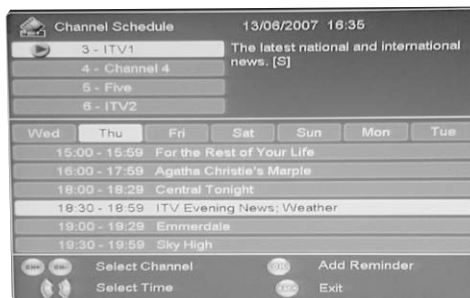 Channel Schedule 13/06/2007 16:35
3 - ITV1
4 - Channel 4
5 - Five
6 - ITV2
The latest national and international
news. [S]
Wed Thu Fri Sat Sun Mon Tue
15:00 - 15:59 For the Rest of Your Life
16:00 - 17:59 Agatha Christie's Marple
18:00 - 18:29 Central Tonight
18:30 - 18:59 ITV Evening News; Weather
19:00 - 19:29 Emmerdale
19:30 - 19:59 Sky High
CH+ CH- Select Channel OK Add Reminder
Select Time Exit